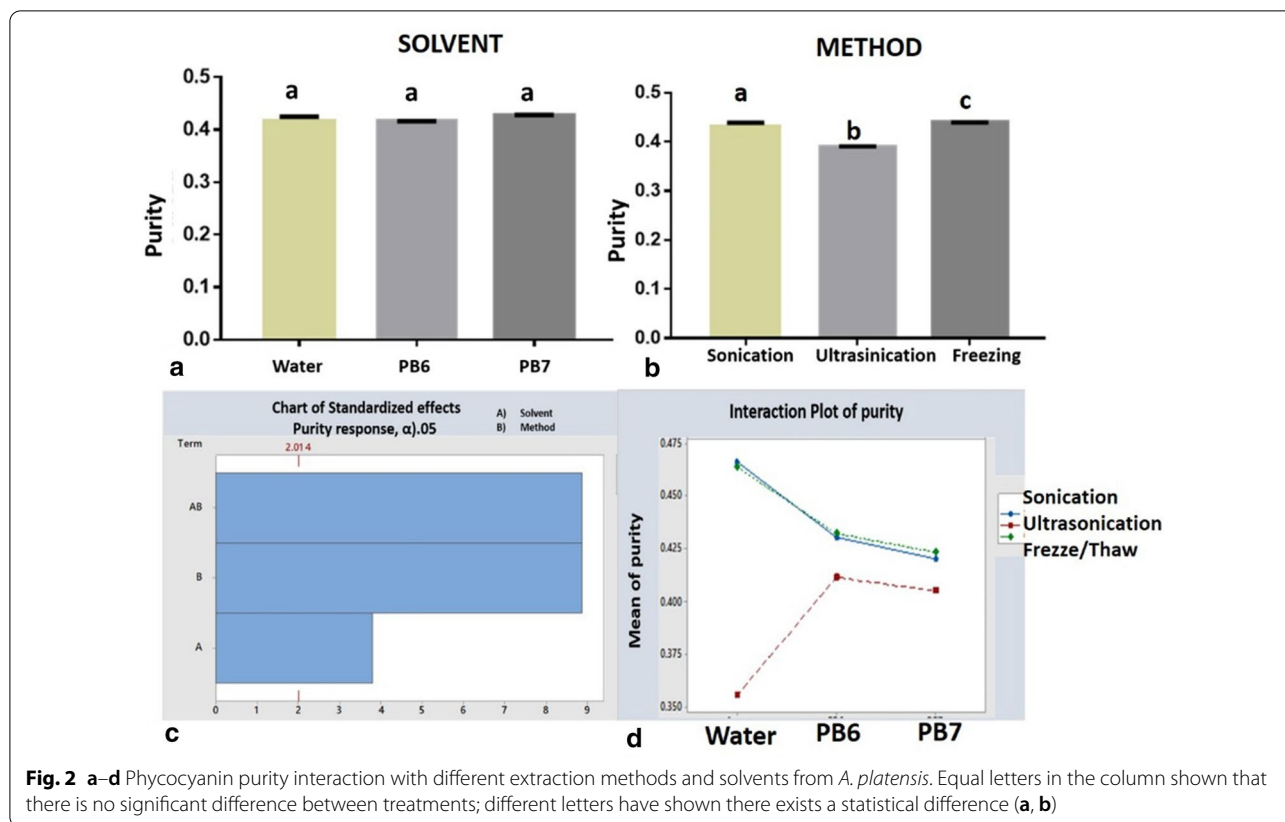 SOLVENT
Purity
0.5
0.4
0.3
0.2
0.1
0.0
a
a
a
Water PB6 PB7
a
METHOD
Purity
0.5
0.4
0.3
0.2
0.1
0.0
a
b
c
Sonication Ultrasinication Freezing
b
Chart of Standardized effects
Purity response, α).05
A) Solvent
B) Method
Term
2.014
AB
B
A
0 1 2 3 4 5 6 7 8 9
c
Interaction Plot of purity
Mean of purity
0.475
0.450
0.425
0.400
0.375
0.350
Sonication
Ultrasonication
Frezze/Thaw
Water PB6 PB7
d
Fig. 2 a–d Phycocyanin purity interaction with different extraction methods and solvents from A. platensis. Equal letters in the column shown that
there is no significant difference between treatments; different letters have shown there exists a statistical difference (a, b)